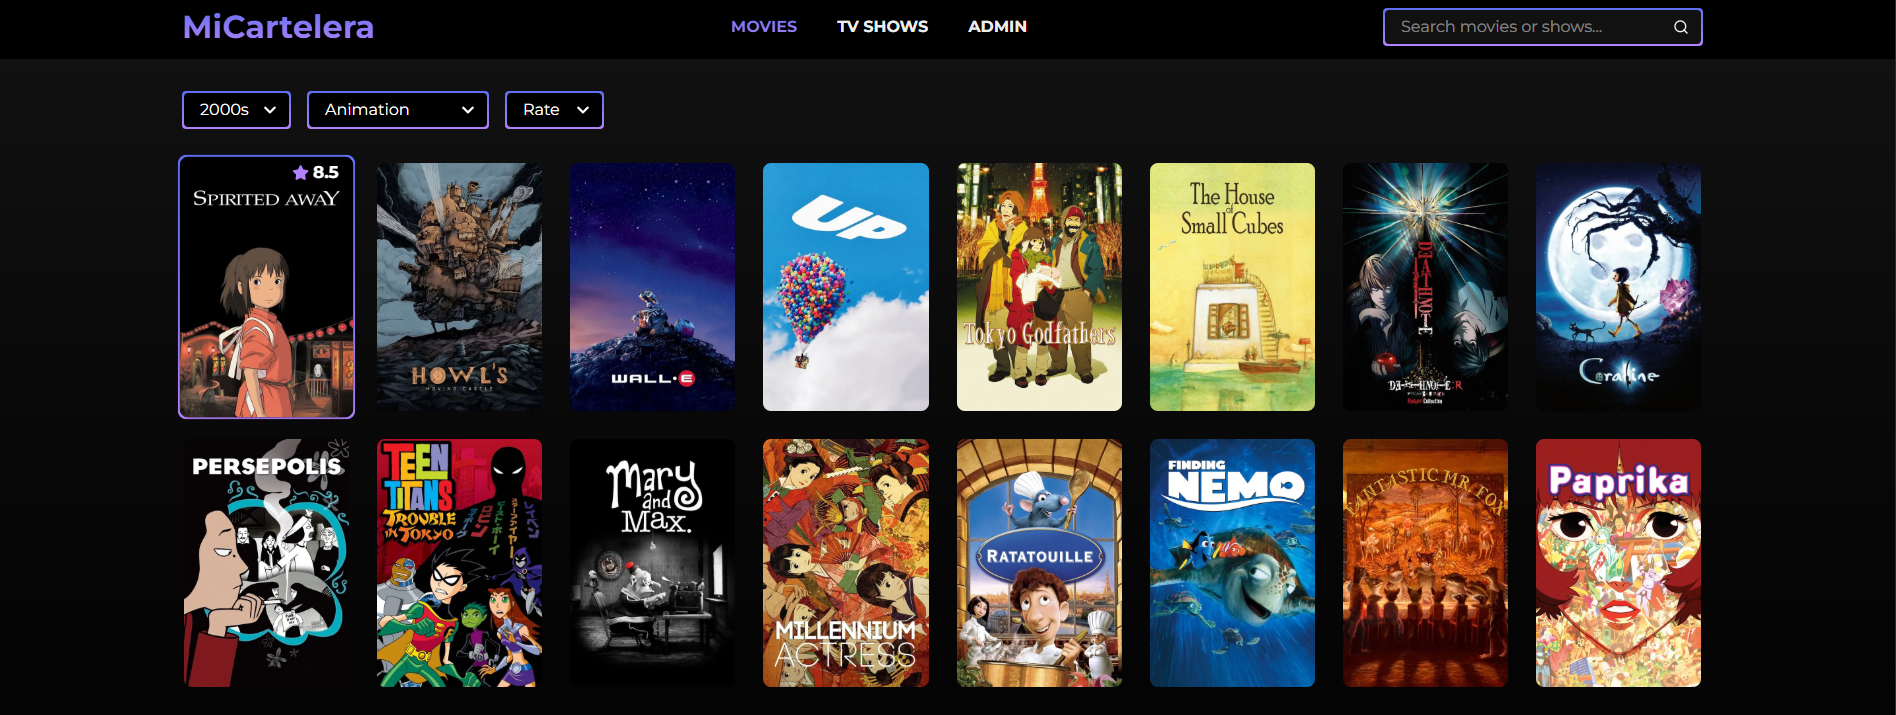 MiCartelera
MOVIES TV SHOWS ADMIN
Search movies or shows...
2000s
Animation
Rate
8.5
SPIRITED AWAY
HOWL'S
MOVING CASTLE
WALL·E
UP
Tokyo Godfathers
The House
of
Small Cubes
DEATH NOTE
DEATH NOTE:R
Coraline
PERSEPOLIS
TEEN
TITANS
TROUBLE
IN TOKYO
Mary
and
Max.
MILLENNIUM
ACTRESS
RATATOUILLE
FINDING
NEMO
FANTASTIC MR. FOX
Paprika